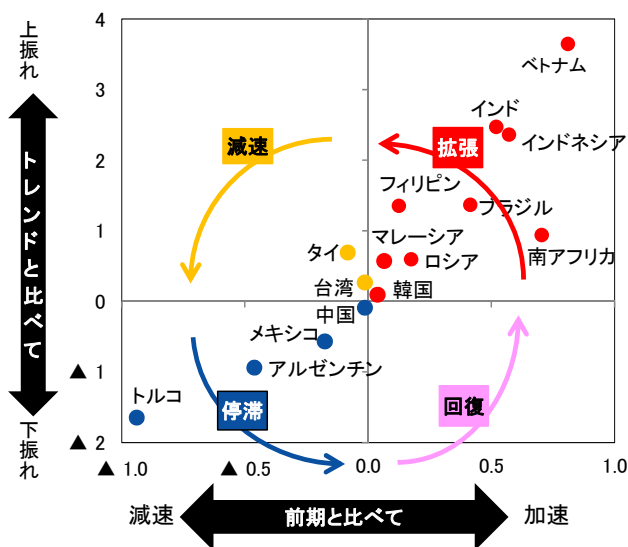 上振れ
トレンドと比べて
下振れ
4
3
2
1
0
▲ 1
▲ 2
ベトナム
インド
インドネシア
減速
拡張
フィリピン
ブラジル
マレーシア
南アフリカ
タイ
ロシア
台湾
韓国
中国
メキシコ
アルゼンチン
トルコ
停滞
回復
▲ 1.0
▲ 0.5
0.0
0.5
1.0
減速
前期と比べて
加速